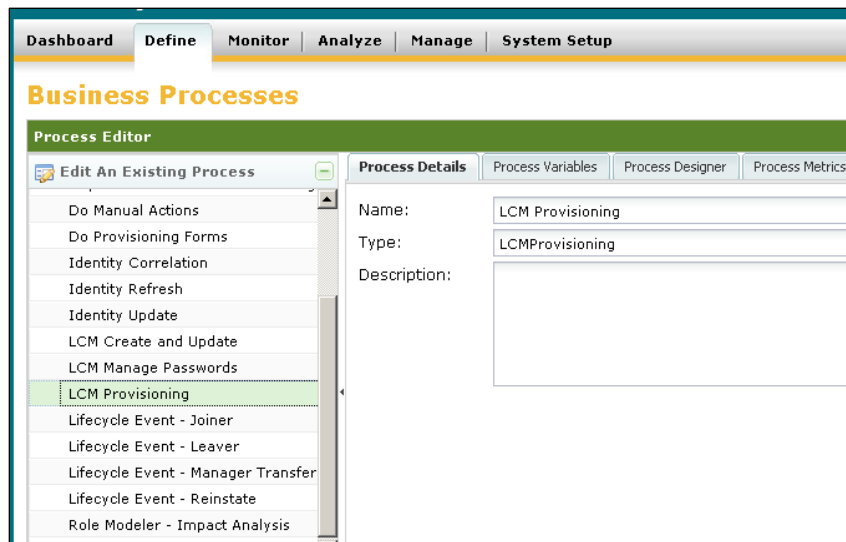 Dashboard Define Monitor Analyze Manage System Setup
Business Processes
Process Editor
Edit An Existing Process
Do Manual Actions
Do Provisioning Forms
Identity Correlation
Identity Refresh
Identity Update
LCM Create and Update
LCM Manage Passwords
LCM Provisioning
Lifecycle Event - Joiner
Lifecycle Event - Leaver
Lifecycle Event - Manager Transfer
Lifecycle Event - Reinstate
Role Modeler - Impact Analysis
Process Details Process Variables Process Designer Process Metrics
Name: LCM Provisioning
Type: LCMProvisioning
Description: